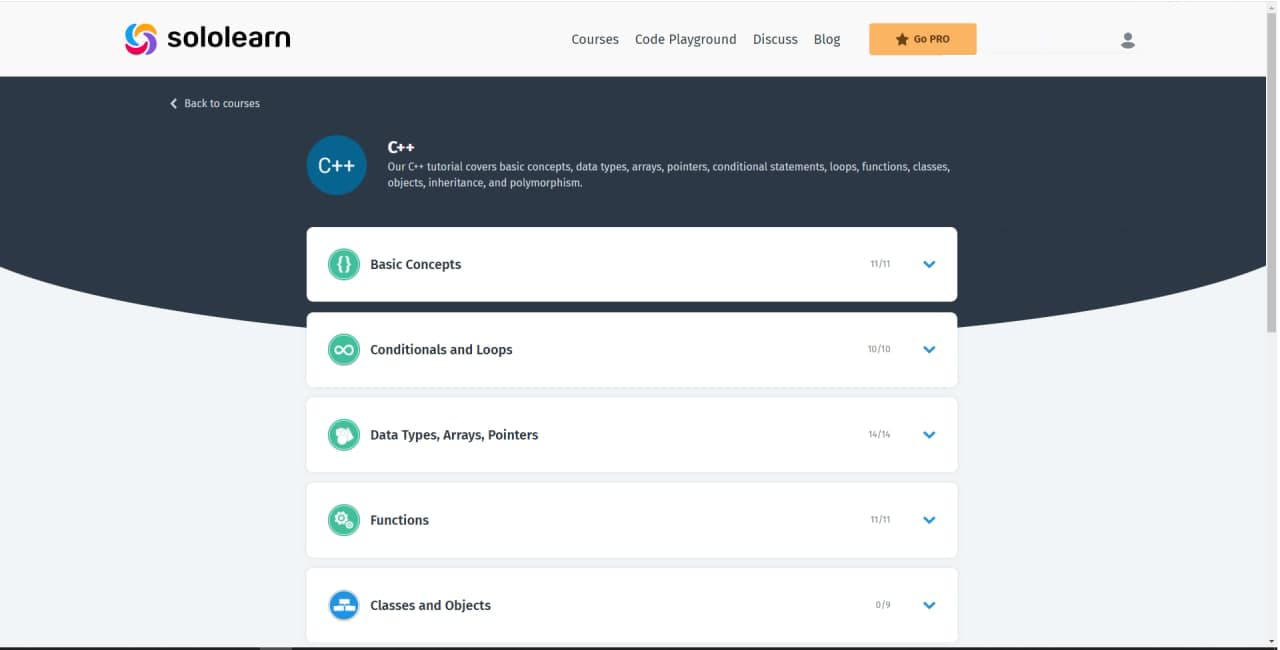 sololearn
Courses Code Playground Discuss Blog Go PRO
Back to courses
C++
C++
Our C++ tutorial covers basic concepts, data types, arrays, pointers, conditional statements, loops, functions, classes,
objects, inheritance, and polymorphism.
{} Basic Concepts 11/11
Conditionals and Loops 10/10
Data Types, Arrays, Pointers 14/14
Functions 11/11
Classes and Objects 0/9